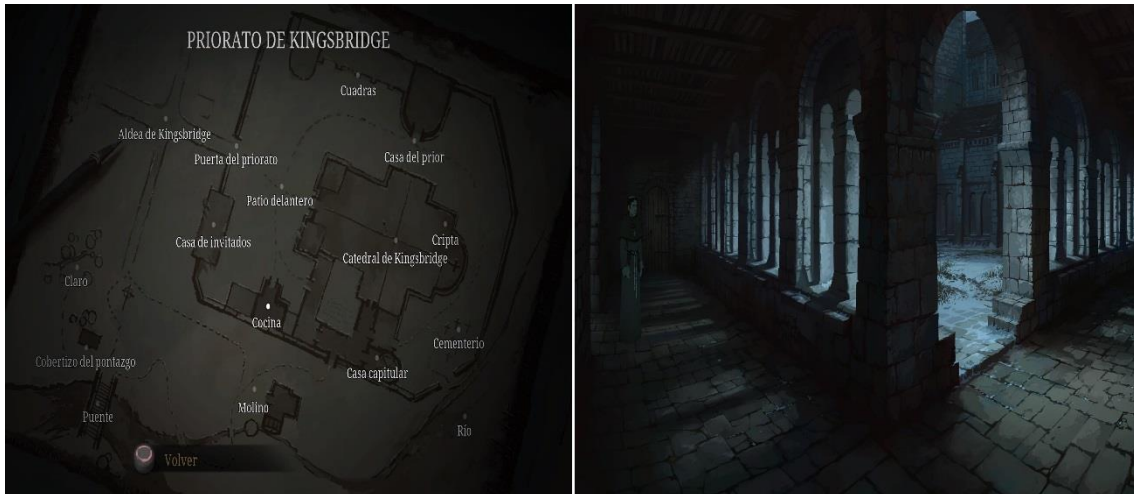 PRIORATO DE KINGSBRIDGE
Cuadras
Aldea de Kingsbridge
Puerta del priorato
Casa del prior
Patio delantero
Casa de invitados
Cripta
Catedral de Kingsbridge
Claro
Cocina
Cementerio
Cobertizo del pontazgo
Casa capitular
Molino
Puente
Río
Volver